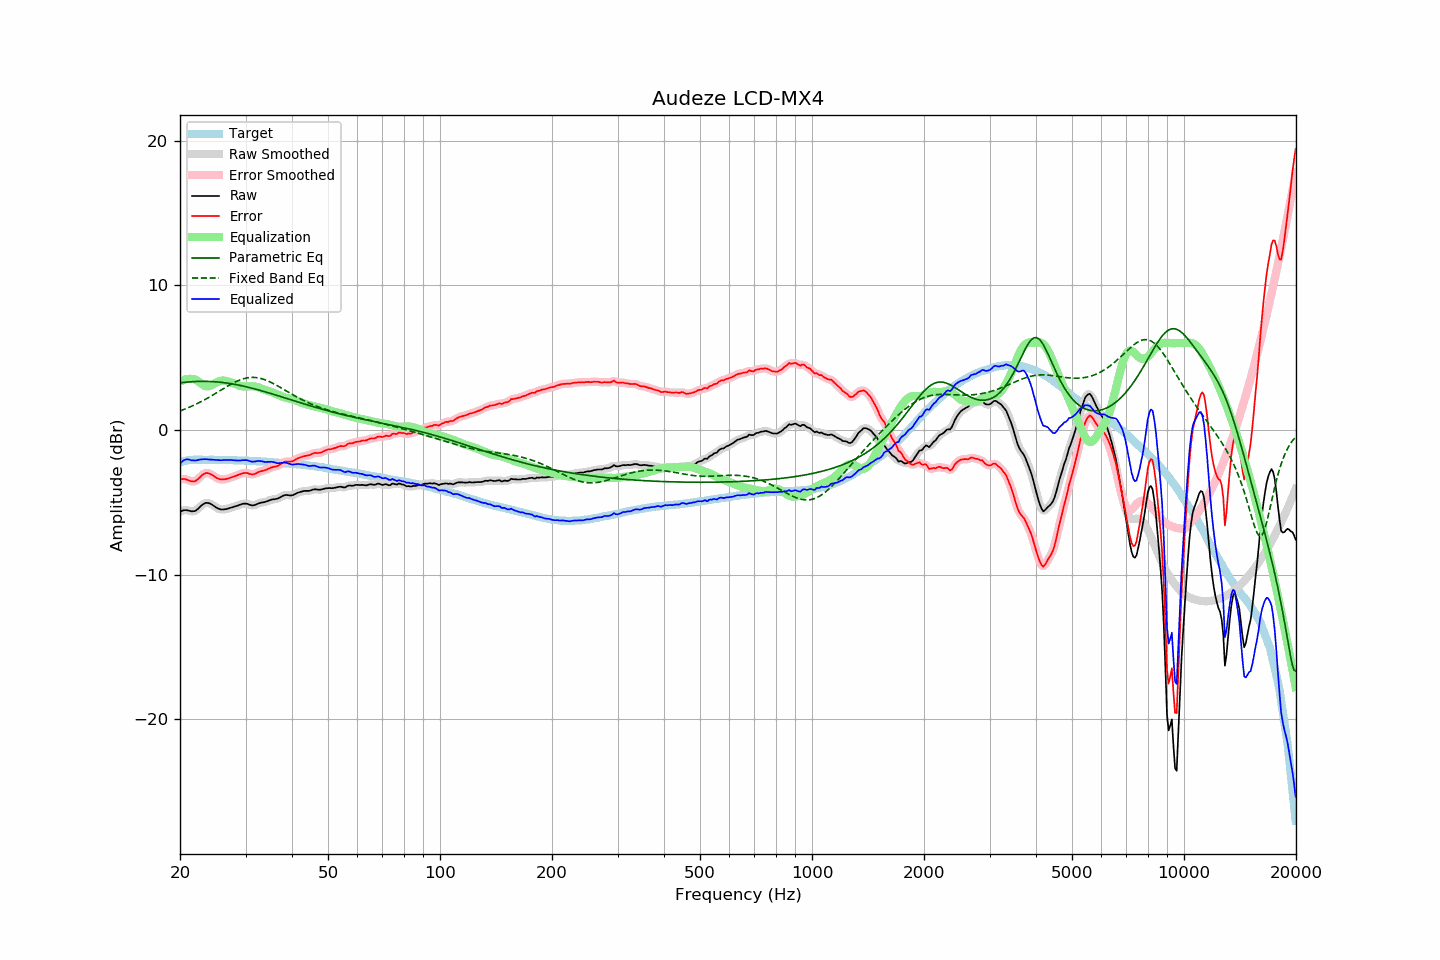 Audeze LCD-MX4
Amplitude (dBr)
20
10
0
−10
−20
Target
Raw Smoothed
Error Smoothed
Raw
Error
Equalization
Parametric Eq
Fixed Band Eq
Equalized
20 50 100 200 500 1000 2000 5000 10000 20000
Frequency (Hz)